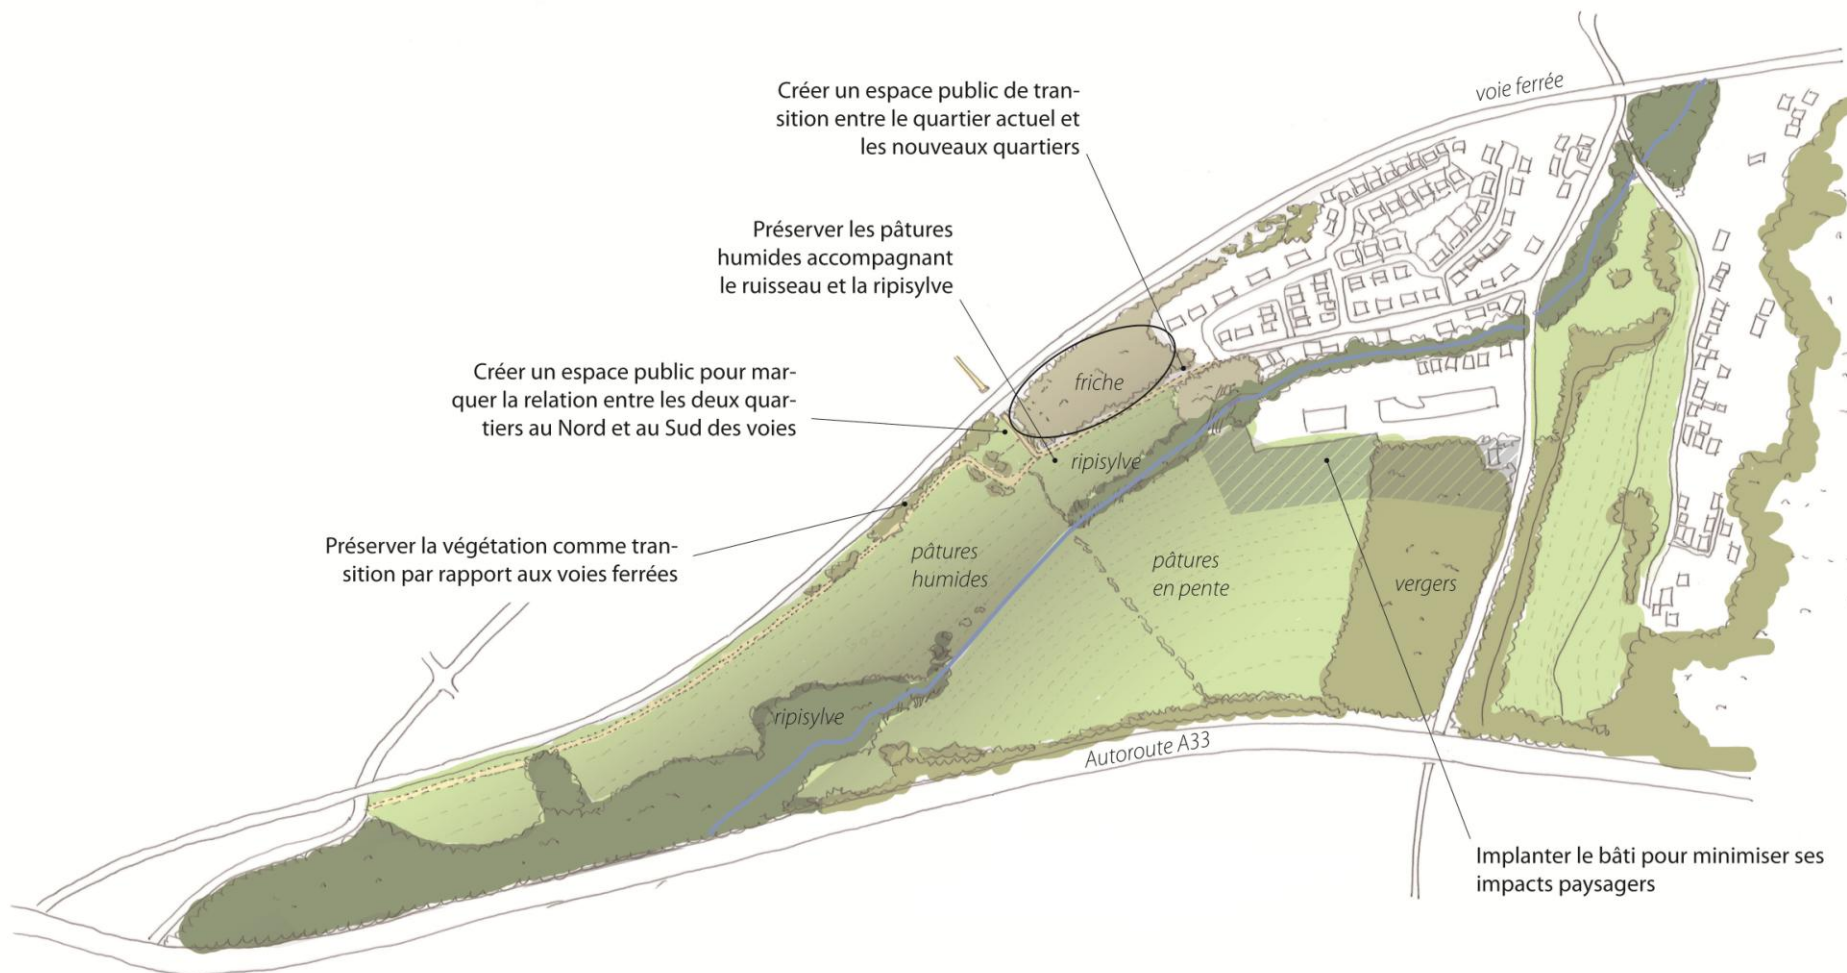 voie ferrée
Créer un espace public de tran-
sition entre le quartier actuel et
les nouveaux quartiers
Préserver les pâtures
humides accompagnant
le ruisseau et la ripisylve
Créer un espace public pour mar-
quer la relation entre les deux quar-
tiers au Nord et au Sud des voies
friche
ripisylve
Préserver la végétation comme tran-
sition par rapport aux voies ferrées
pâtures
humides
pâtures
en pente
vergers
ripisylve
Autoroute A33
Implanter le bâti pour minimiser ses
impacts paysagers